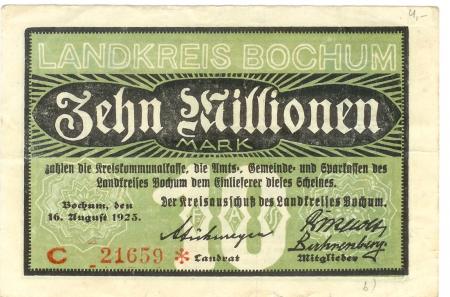 4,-
LANDKREIS BOCHUM
Zehn Millionen
MARK
zahlen die Kreiskommunalkasse, die Amts-, Gemeinde- und Sparkassen des
Landkreises Bochum dem Einlieferer dieses Scheines.
Bochum, den
16. August 1923.
Der Kreisausschuß des Landkreises Bochum.
10
C 21659 *
Landrat
Mitglieder
b)